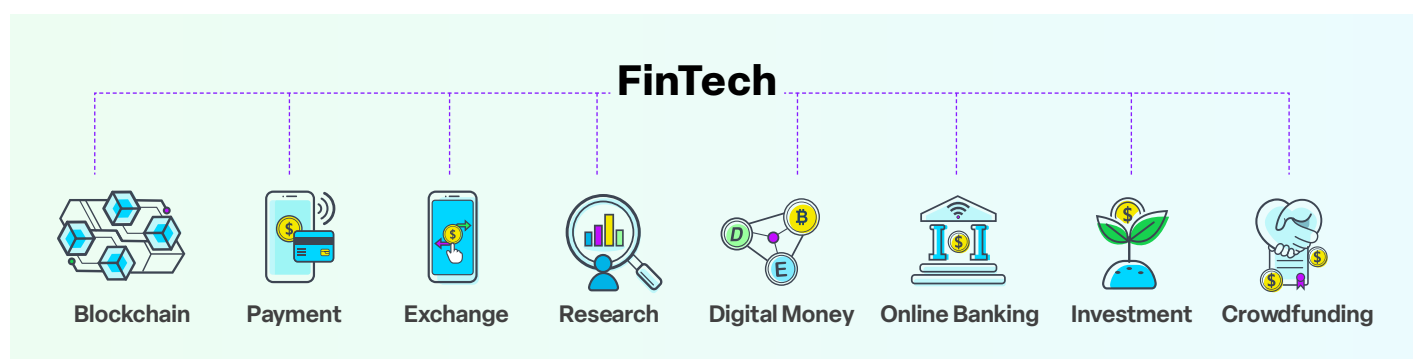 FinTech
$
$
$
D
B
E
$
$
$
$
Blockchain
Payment
Exchange
Research
Digital Money
Online Banking
Investment
Crowdfunding